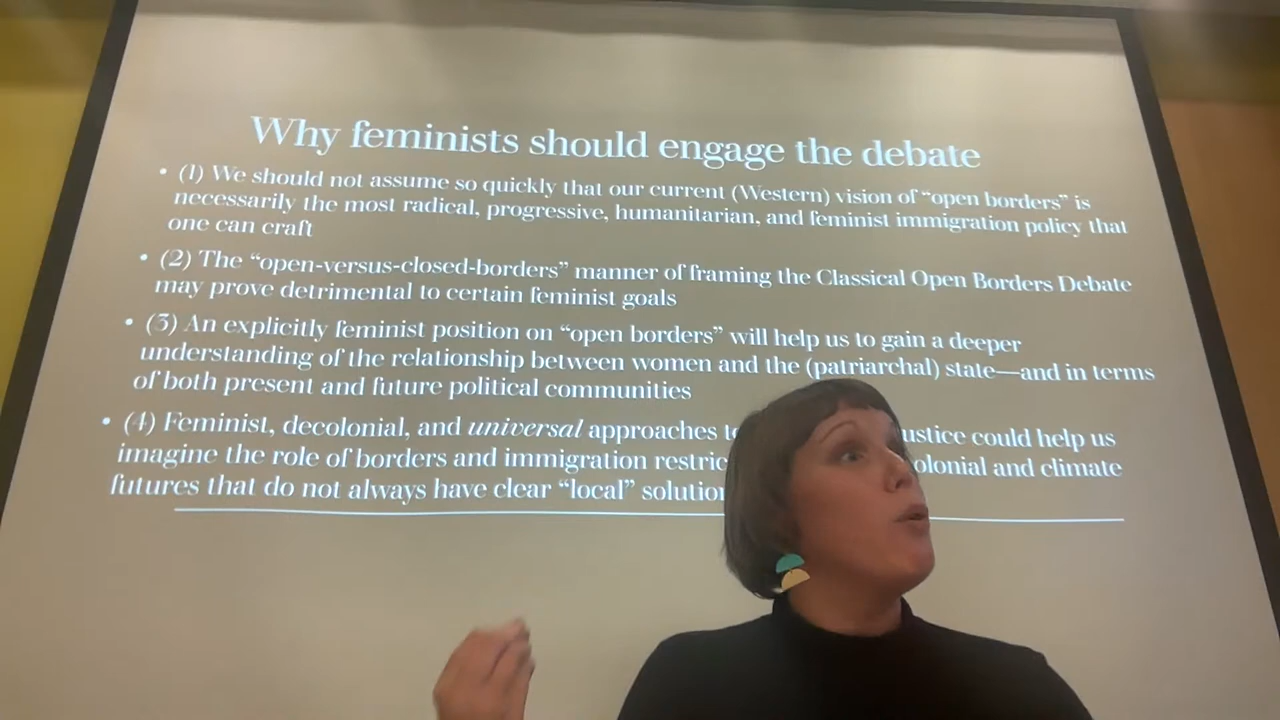 Why feminists should engage the debate
• (1) We should not assume so quickly that our current (Western) vision of “open borders” is
necessarily the most radical, progressive, humanitarian, and feminist immigration policy that
one can craft
• (2) The “open-versus-closed-borders” manner of framing the Classical Open Borders Debate
may prove detrimental to certain feminist goals
• (3) An explicitly feminist position on “open borders” will help us to gain a deeper
understanding of the relationship between women and the (patriarchal) state—and in terms
of both present and future political communities
• (4) Feminist, decolonial, and universal approaches could help us
imagine the role of borders and immigration and climate
futures that do not always have clear “local”